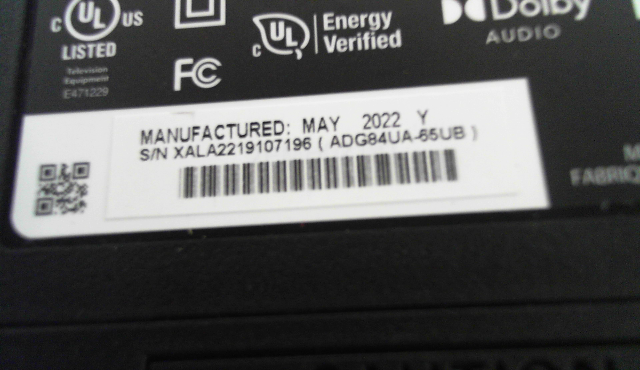 C UL US
LISTED
Television
Equipment
E471229
FC
C UL
Energy
Verified
Dolby
AUDIO
MANUFACTURED: MAY 2022 Y
S/N XALA2219107196 ( ADG84UA-65UB )